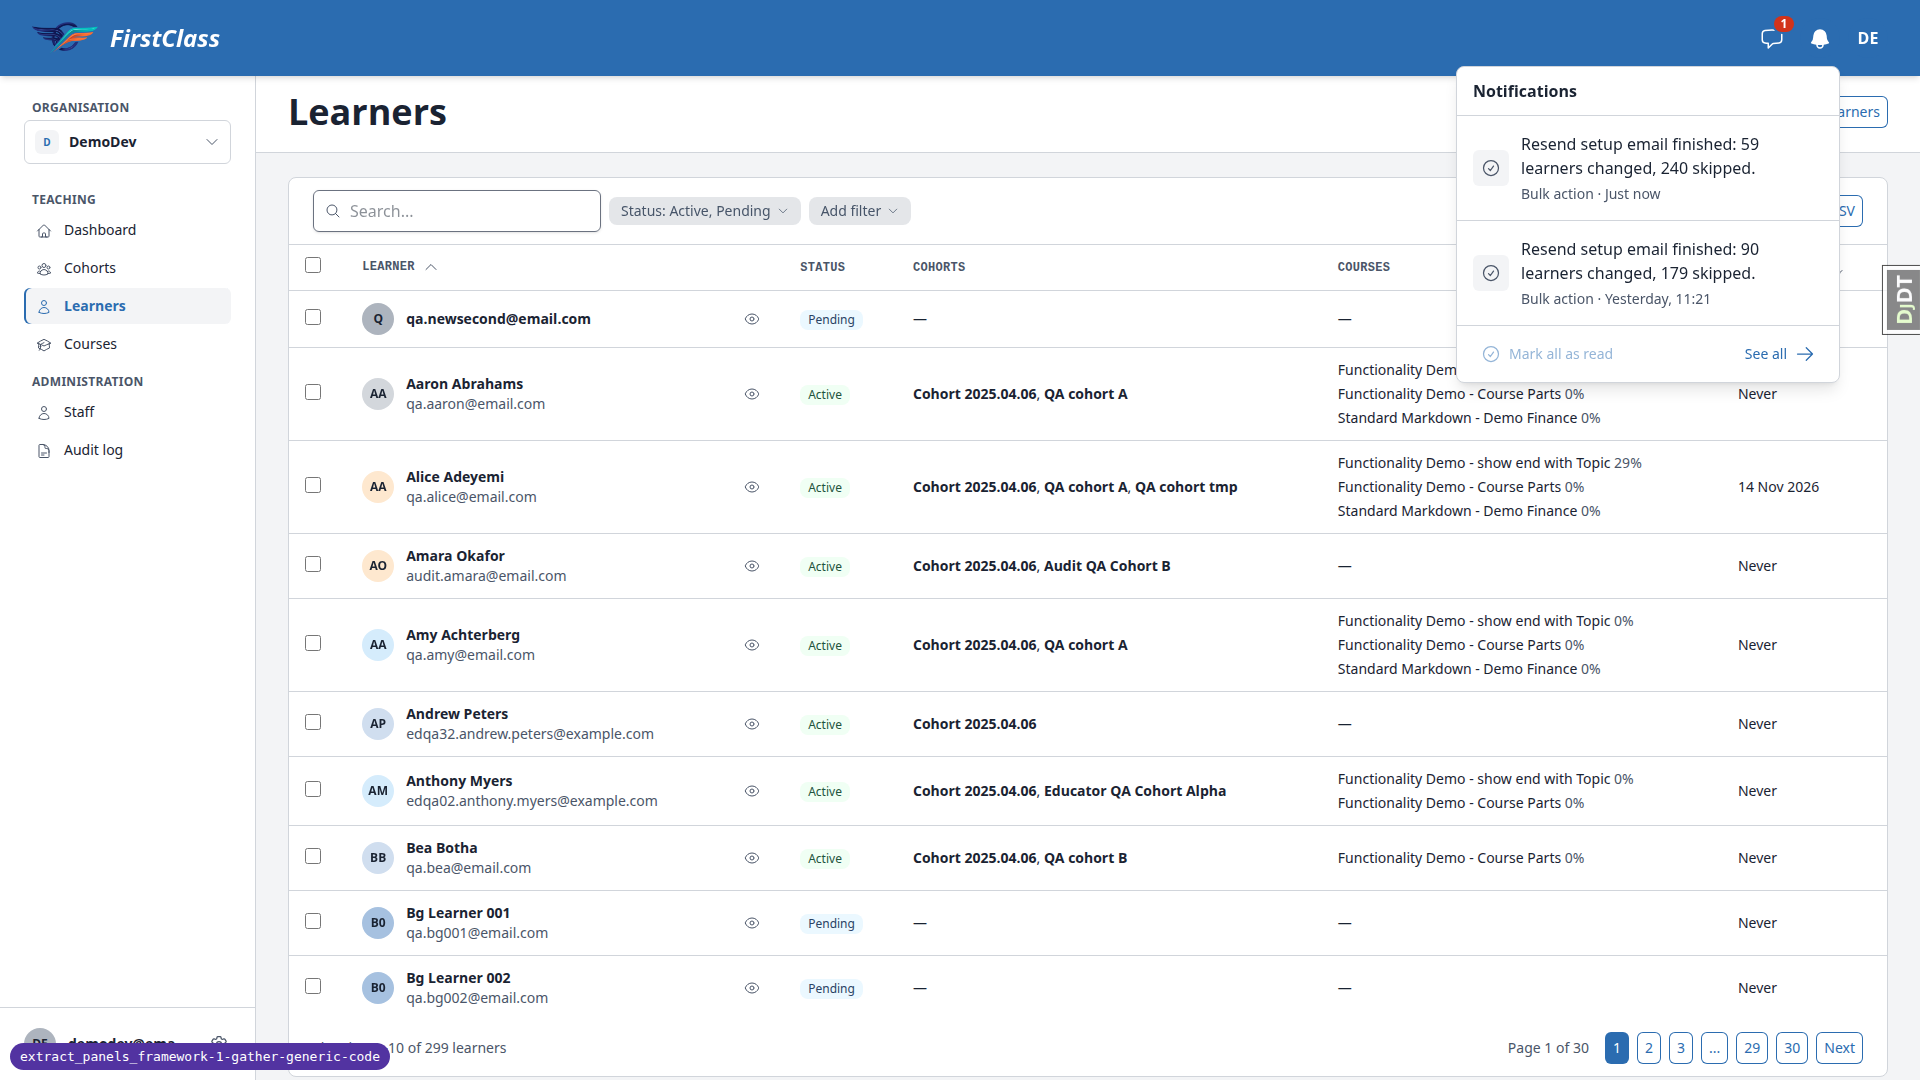 FirstClass
1
DE
ORGANISATION
D DemoDev
TEACHING
Dashboard
Cohorts
Learners
Courses
ADMINISTRATION
Staff
Audit log
Learners
arners
Notifications
Resend setup email finished: 59
learners changed, 240 skipped.
Bulk action · Just now
Resend setup email finished: 90
learners changed, 179 skipped.
Bulk action · Yesterday, 11:21
Mark all as read
See all
Search...
Status: Active, Pending
Add filter
SV
DjDT
LEARNER STATUS COHORTS COURSES
Q qa.newsecond@email.com Pending — —
AA Aaron Abrahams
qa.aaron@email.com
Active
Cohort 2025.04.06, QA cohort A
Functionality Dem
Functionality Demo - Course Parts 0%
Standard Markdown - Demo Finance 0%
Never
AA Alice Adeyemi
qa.alice@email.com
Active
Cohort 2025.04.06, QA cohort A, QA cohort tmp
Functionality Demo - show end with Topic 29%
Functionality Demo - Course Parts 0%
Standard Markdown - Demo Finance 0%
14 Nov 2026
AO Amara Okafor
audit.amara@email.com
Active
Cohort 2025.04.06, Audit QA Cohort B
—
Never
AA Amy Achterberg
qa.amy@email.com
Active
Cohort 2025.04.06, QA cohort A
Functionality Demo - show end with Topic 0%
Functionality Demo - Course Parts 0%
Standard Markdown - Demo Finance 0%
Never
AP Andrew Peters
edqa32.andrew.peters@example.com
Active
Cohort 2025.04.06
—
Never
AM Anthony Myers
edqa02.anthony.myers@example.com
Active
Cohort 2025.04.06, Educator QA Cohort Alpha
Functionality Demo - show end with Topic 0%
Functionality Demo - Course Parts 0%
Never
BB Bea Botha
qa.bea@email.com
Active
Cohort 2025.04.06, QA cohort B
Functionality Demo - Course Parts 0%
Never
B0 Bg Learner 001
qa.bg001@email.com
Pending
—
—
Never
B0 Bg Learner 002
qa.bg002@email.com
Pending
—
—
Never
extract_panels_framework-1-gather-generic-code
10 of 299 learners
Page 1 of 30
1 2 3 ... 29 30 Next